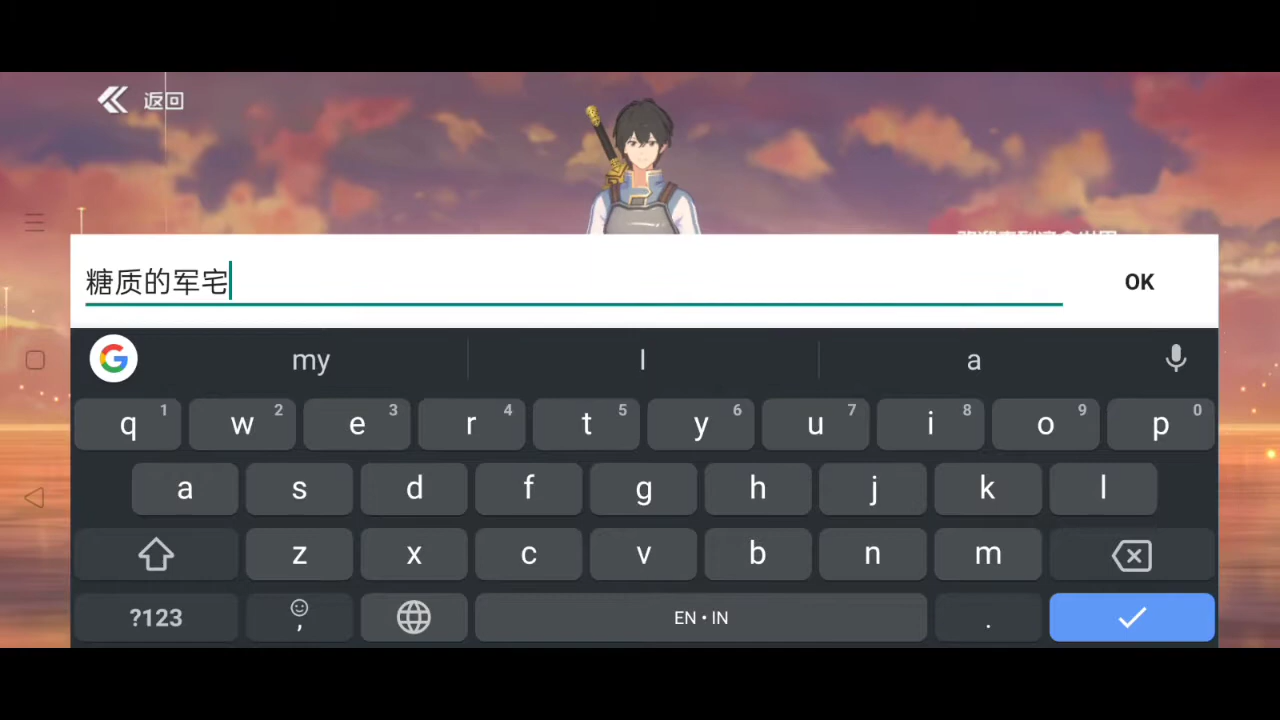 返回
糖质的军宅
OK
my
l
a
q 1
w 2
e 3
r 4
t 5
y 6
u 7
i 8
o 9
p 0
a s d f g h j k l
z x c v b n m
?123
,
EN • IN
.